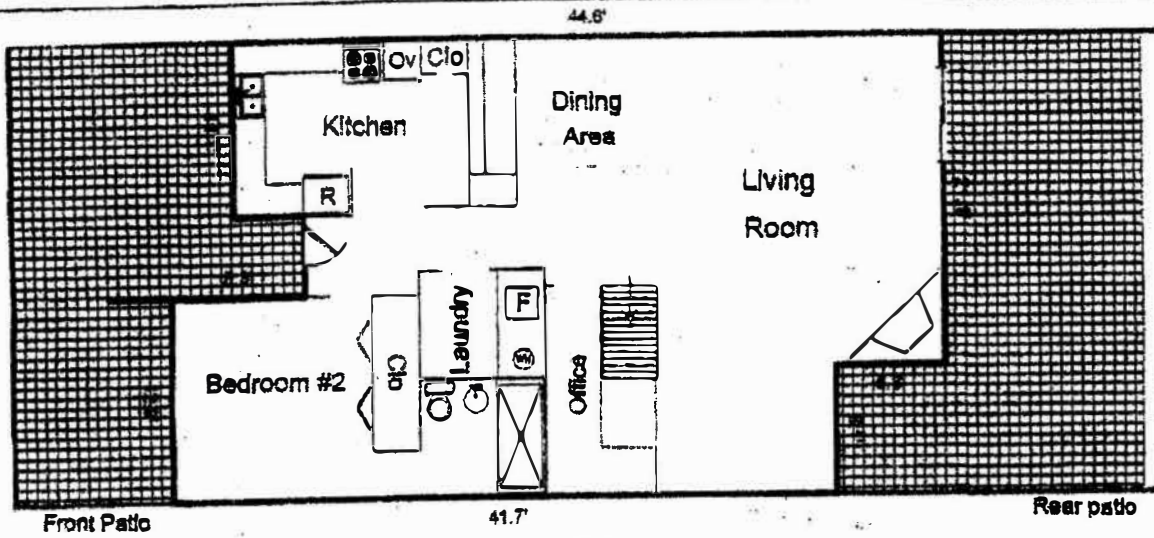 44.6'
Ov
Clo
Kitchen
Dining
Area
R
Living
Room
F
Laundry
WH
Clo
Office
Bedroom #2
Front Patio
41.7'
Rear patio